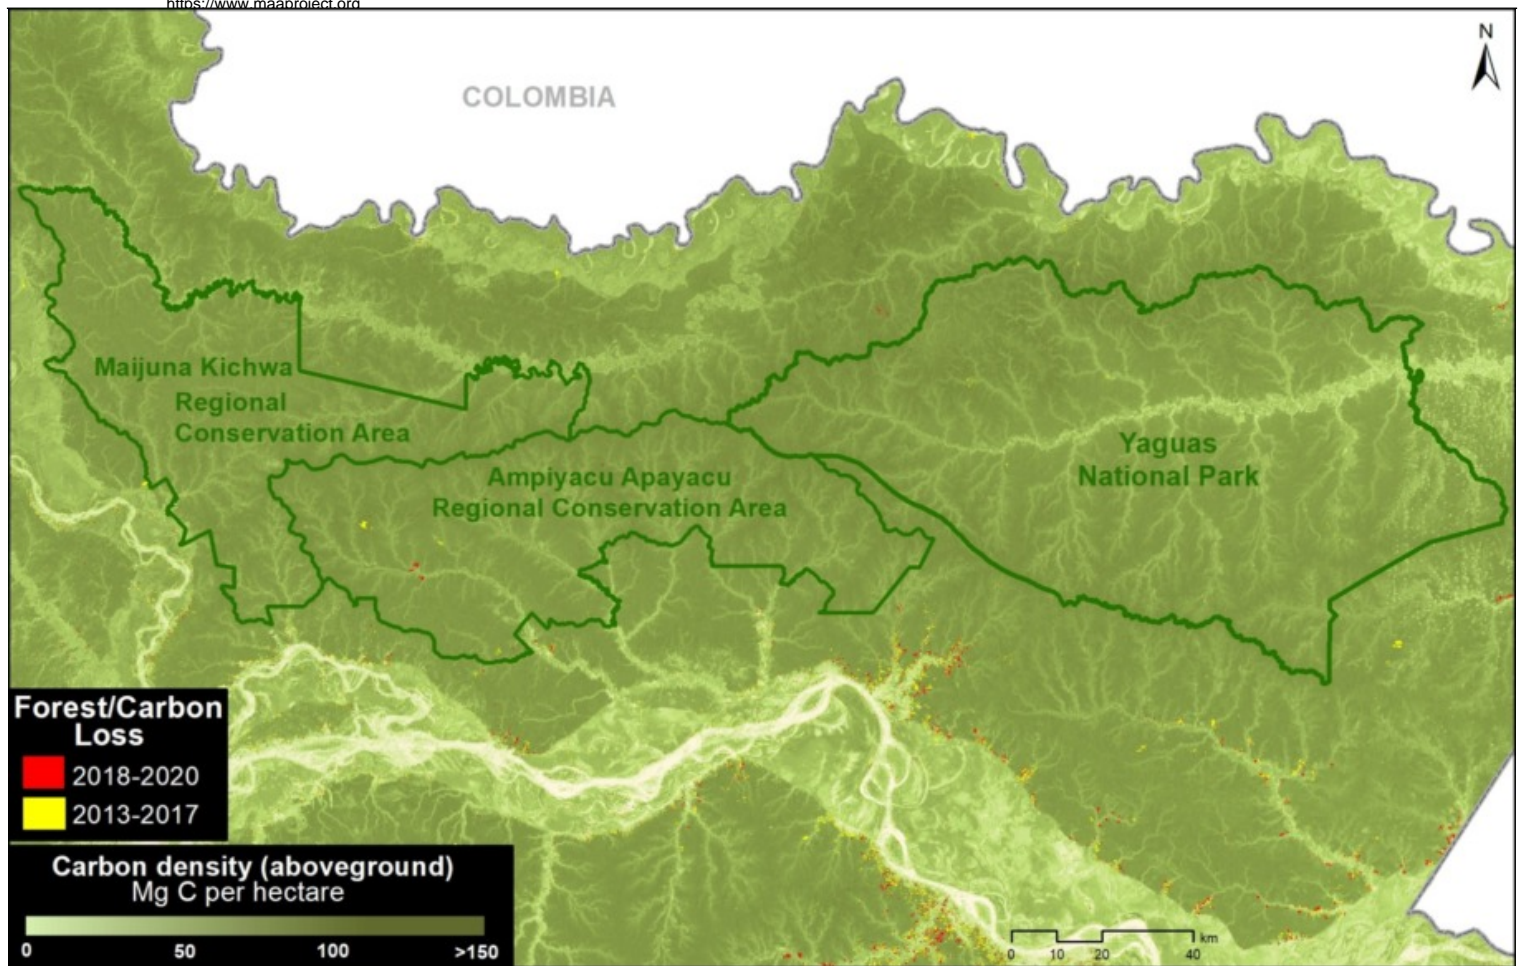 https://www.maaproject.org
N
COLOMBIA
Maijuna Kichwa
Regional
Conservation Area
Ampiyacu Apayacu
Regional Conservation Area
Yaguas
National Park
Forest/Carbon
Loss
2018-2020
2013-2017
Carbon density (aboveground)
Mg C per hectare
0 50 100 >150
km
0 10 20 40